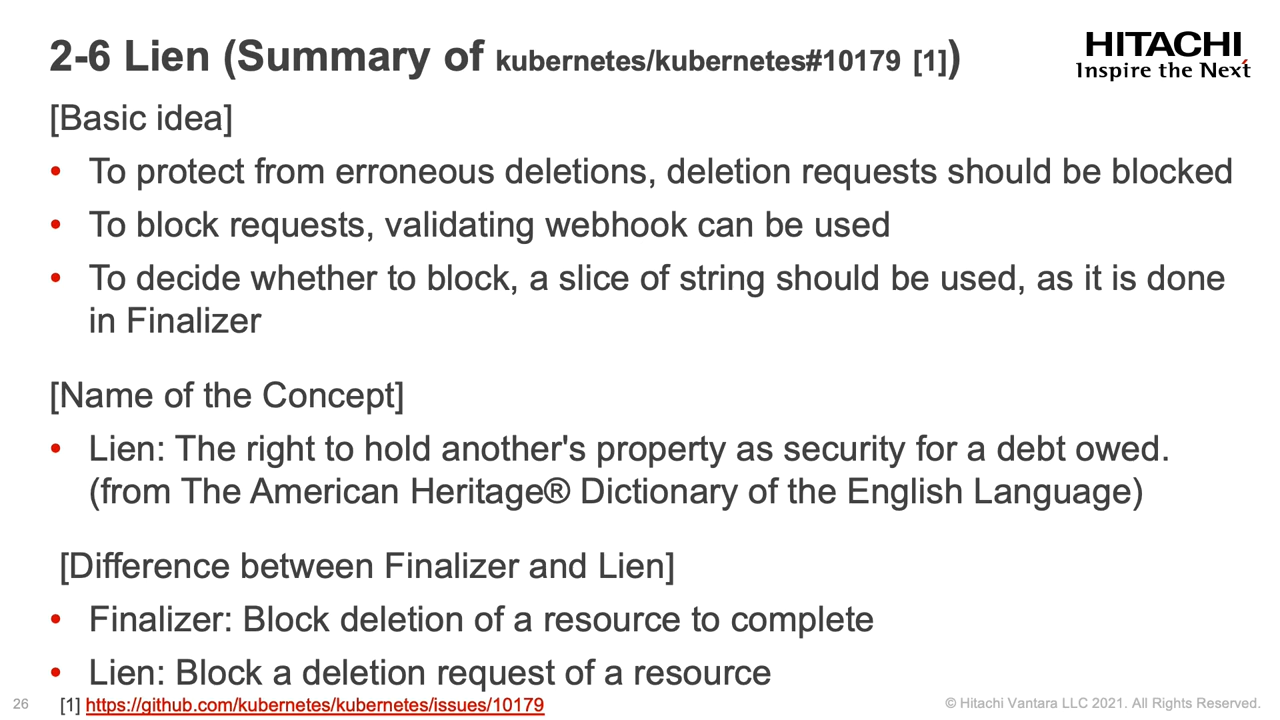 2-6 Lien (Summary of kubernetes/kubernetes#10179 [1])
HITACHI
Inspire the Next
[Basic idea]
• To protect from erroneous deletions, deletion requests should be blocked
• To block requests, validating webhook can be used
• To decide whether to block, a slice of string should be used, as it is done
in Finalizer
[Name of the Concept]
• Lien: The right to hold another's property as security for a debt owed.
(from The American Heritage® Dictionary of the English Language)
[Difference between Finalizer and Lien]
• Finalizer: Block deletion of a resource to complete
• Lien: Block a deletion request of a resource
26
[1] https://github.com/kubernetes/kubernetes/issues/10179
© Hitachi Vantara LLC 2021. All Rights Reserved.